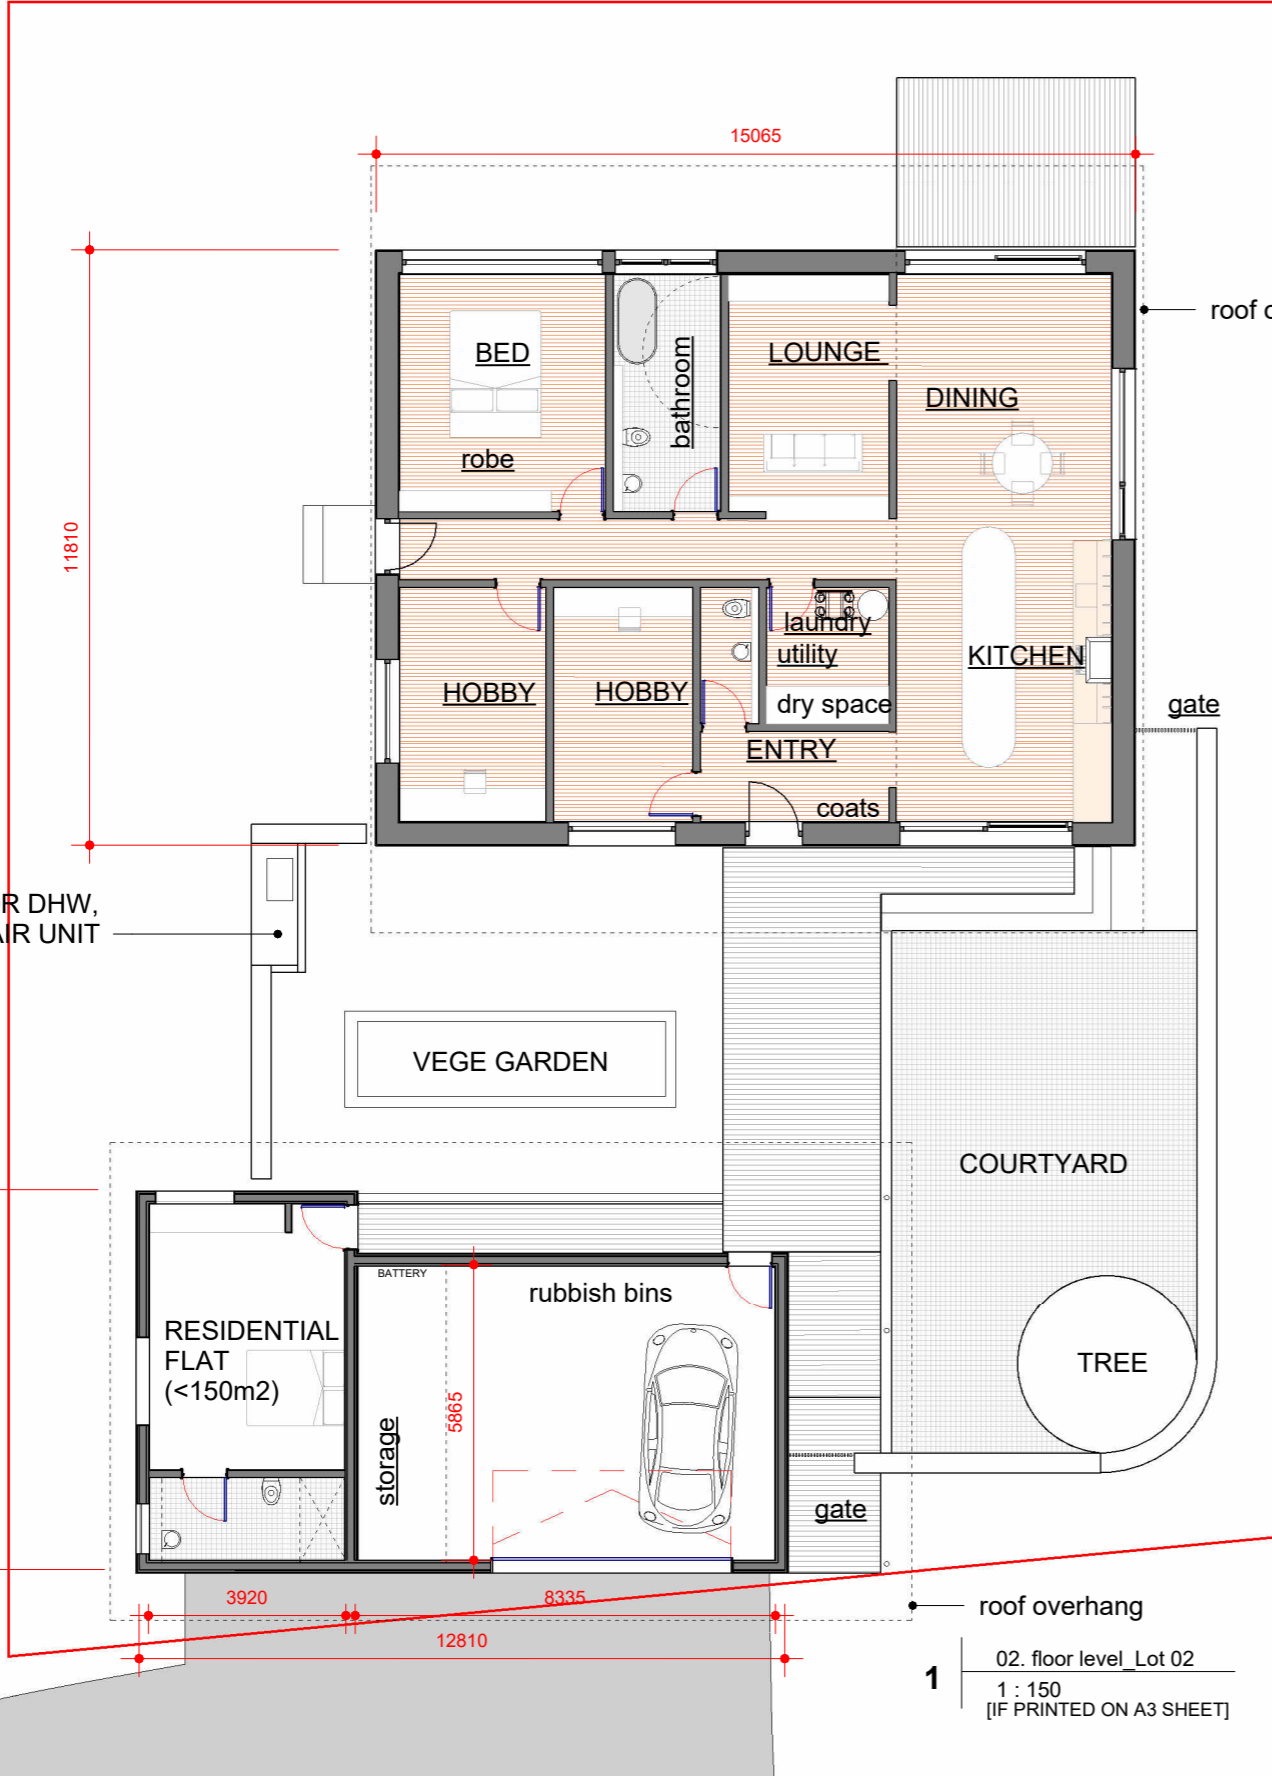 15065
roof o
BED
bathroom
LOUNGE
DINING
robe
11810
laundry
utility
KITCHEN
HOBBY
HOBBY
dry space
gate
ENTRY
coats
R DHW,
AIR UNIT
VEGE GARDEN
COURTYARD
BATTERY
rubbish bins
RESIDENTIAL
FLAT
(<150m2)
TREE
5865
storage
gate
3920
8335
roof overhang
12810
1
02. floor level_Lot 02
1 : 150
[IF PRINTED ON A3 SHEET]